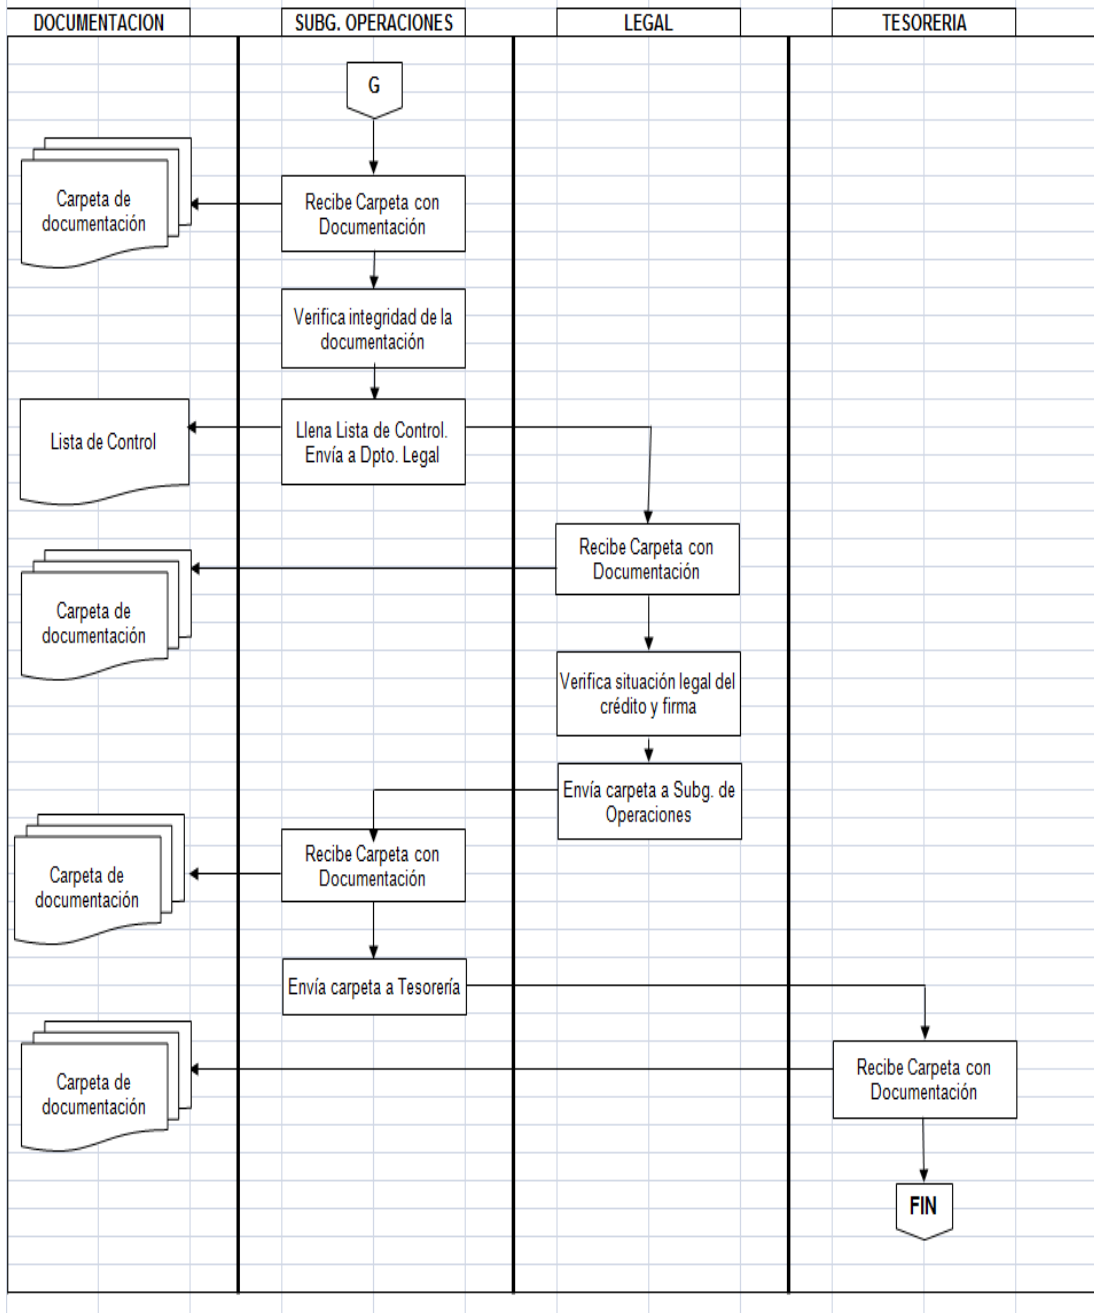 DOCUMENTACION
SUBG. OPERACIONES
LEGAL
TESORERIA
G
Carpeta de
documentación
Recibe Carpeta con
Documentación
Verifica integridad de la
documentación
Lista de Control
Llena Lista de Control.
Envía a Dpto. Legal
Recibe Carpeta con
Documentación
Carpeta de
documentación
Verifica situación legal del
crédito y firma
Envía carpeta a Subg. de
Operaciones
Recibe Carpeta con
Documentación
Carpeta de
documentación
Envía carpeta a Tesorería
Recibe Carpeta con
Documentación
Carpeta de
documentación
FIN